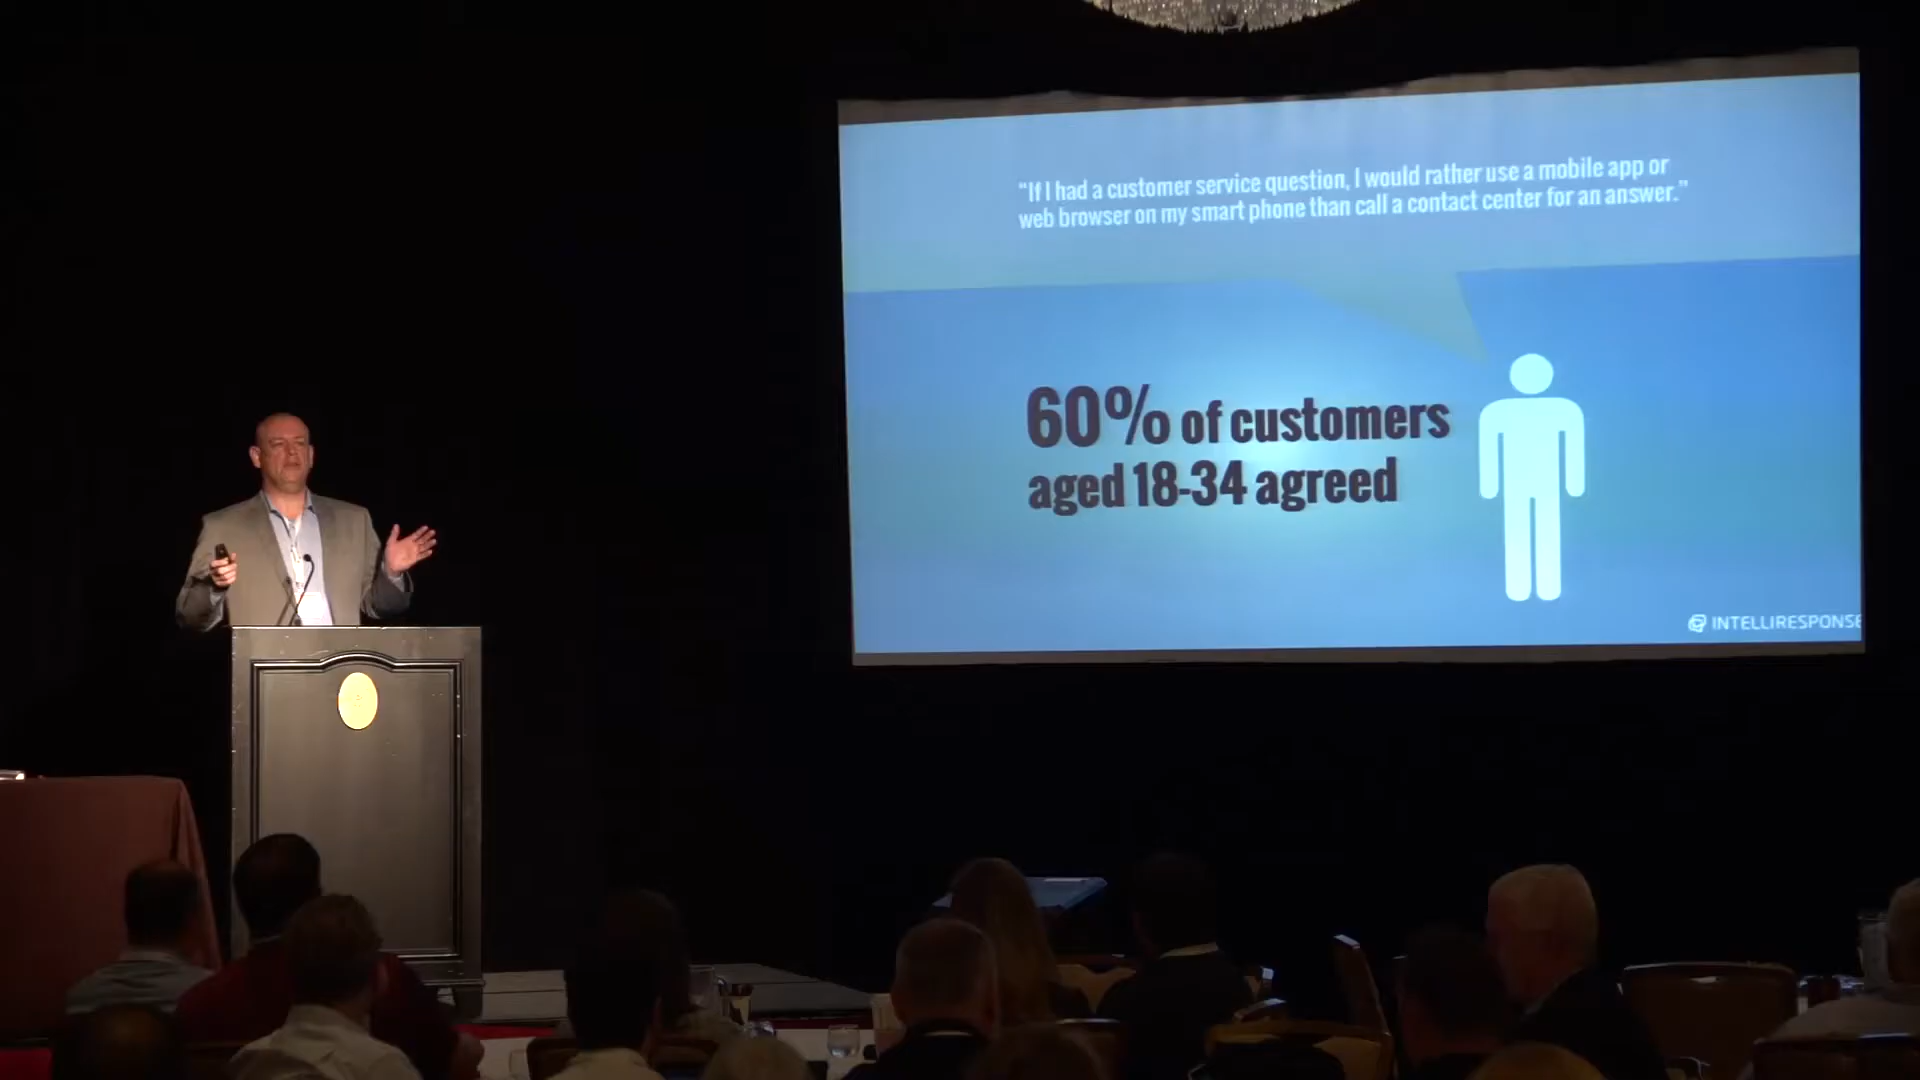 “If I had a customer service question, I would rather use a mobile app or
web browser on my smart phone than call a contact center for an answer.”
60% of customers
aged 18-34 agreed
INTELLIRESPONSE